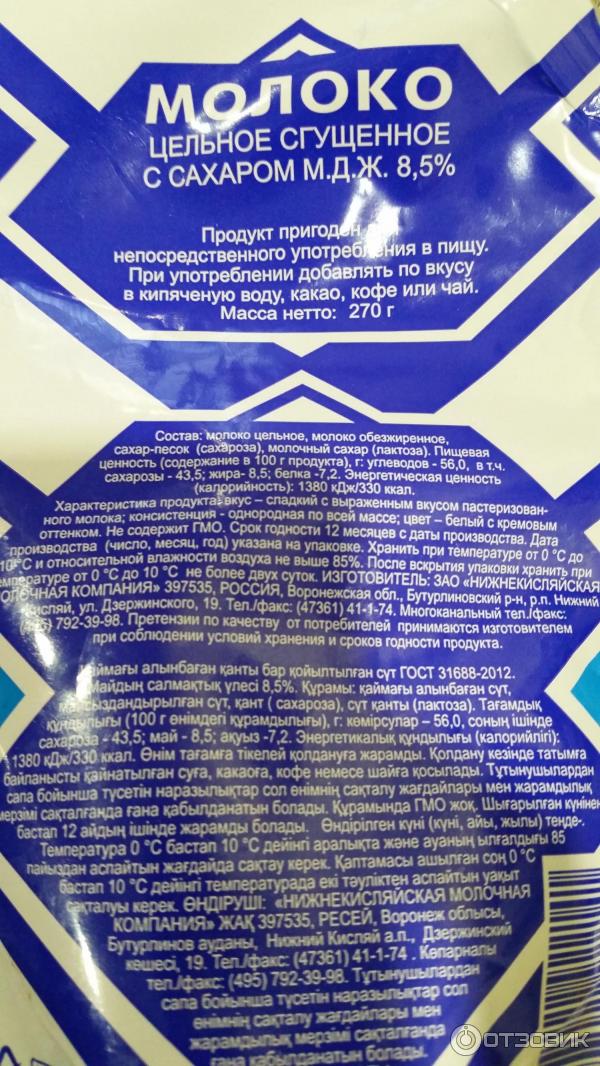 МОЛОКО
ЦЕЛЬНОЕ СГУЩЕННОЕ
С САХАРОМ М.Д.Ж. 8,5%
Продукт пригоден для
непосредственного употребления в пищу.
При употреблении добавлять по вкусу
в кипяченую воду, какао, кофе или чай.
Масса нетто: 270 г
Состав: молоко цельное, молоко обезжиренное,
сахар-песок (сахароза), молочный сахар (лактоза). Пищевая
ценность (содержание в 100 г продукта), г: углеводов - 56,0, в т.ч.
сахарозы - 43,5; жира- 8,5; белка -7,2. Энергетическая ценность
(калорийность): 1380 кДж/330 ккал.
Характеристика продукта: вкус – сладкий с выраженным вкусом пастеризован-
ного молока; консистенция - однородная по всей массе; цвет – белый с кремовым
оттенком. Не содержит ГМО. Срок годности 12 месяцев с даты производства. Дата
производства (число, месяц, год) указана на упаковке. Хранить при температуре от 0 °С до
10 °С и относительной влажности воздуха не выше 85%. После вскрытия упаковки хранить при
температуре от 0 °С до 10 °С не более двух суток. ИЗГОТОВИТЕЛЬ: ЗАО «НИЖНЕКИСЛЯЙСКАЯ
МОЛОЧНАЯ КОМПАНИЯ» 397535, РОССИЯ, Воронежская обл., Бутурлиновский р-н, р.п. Нижний
Кисляй, ул. Дзержинского, 19. Тел./факс: (47361) 41-1-74. Многоканальный тел./факс:
(495) 792-39-98. Претензии по качеству от потребителей принимаются изготовителем
при соблюдении условий хранения и сроков годности продукта.
Қаймағы алынбаған қанты бар қойылтылған сүт ГОСТ 31688-2012.
Майдың салмақтық үлесі 8,5%. Құрамы: қаймағы алынбаған сүт,
майсыздандырылған сүт, қант ( сахароза), сүт қанты (лактоза). Тағамдық
құндылығы (100 г өнімдегі құрамдылығы), г: көмірсулар – 56,0, соның ішінде
сахароза - 43,5; май - 8,5; ақуыз -7,2. Энергетикалық құндылығы (калорийлігі):
1380 кДж/330 ккал. Өнім тағамға тікелей қолдануға жарамды. Қолдану кезінде татымға
байланысты қайнатылған суға, какаоға, кофе немесе шайға қосылады. Тұтынушылардан
сапа бойынша түсетін наразылықтар сол өнімнің сақталу жағдайлары мен жарамдылық
мерзімі сақталғанда ғана қабылданатын болады. Құрамында ГМО жоқ. Шығарылған күнінен
бастап 12 айдың ішінде жарамды болады. Өндірілген күні (күні, айы, жылы) теңде-.
Температура 0 °С бастап 10 °С дейінгі аралықта және ауаның ылғалдығы 85
пайыздан аспайтын жағдайда сақтау керек. Қаптамасы ашылған соң 0 °С
бастап 10 °С дейінгі температурада екі тәуліктен аспайтын уақыт
сақталуы керек. ӨНДІРУШІ: «НИЖНЕКИСЛЯЙСКАЯ МОЛОЧНАЯ
КОМПАНИЯ» ЖАҚ 397535, РЕСЕЙ, Воронеж облысы,
Бутурлинов ауданы, Нижний Кисляй а.п., Дзержинский
көшесі, 19. Тел./факс: (47361) 41-1-74 . Көпарналы
тел./факс: (495) 792-39-98. Тұтынушылардан
сапа бойынша түсетін наразылықтар сол
өнімнің сақталу жағдайлары мен
жарамдылық мерзімі сақталғанда
ғана қабылданатын болады.
ОТЗОВИК